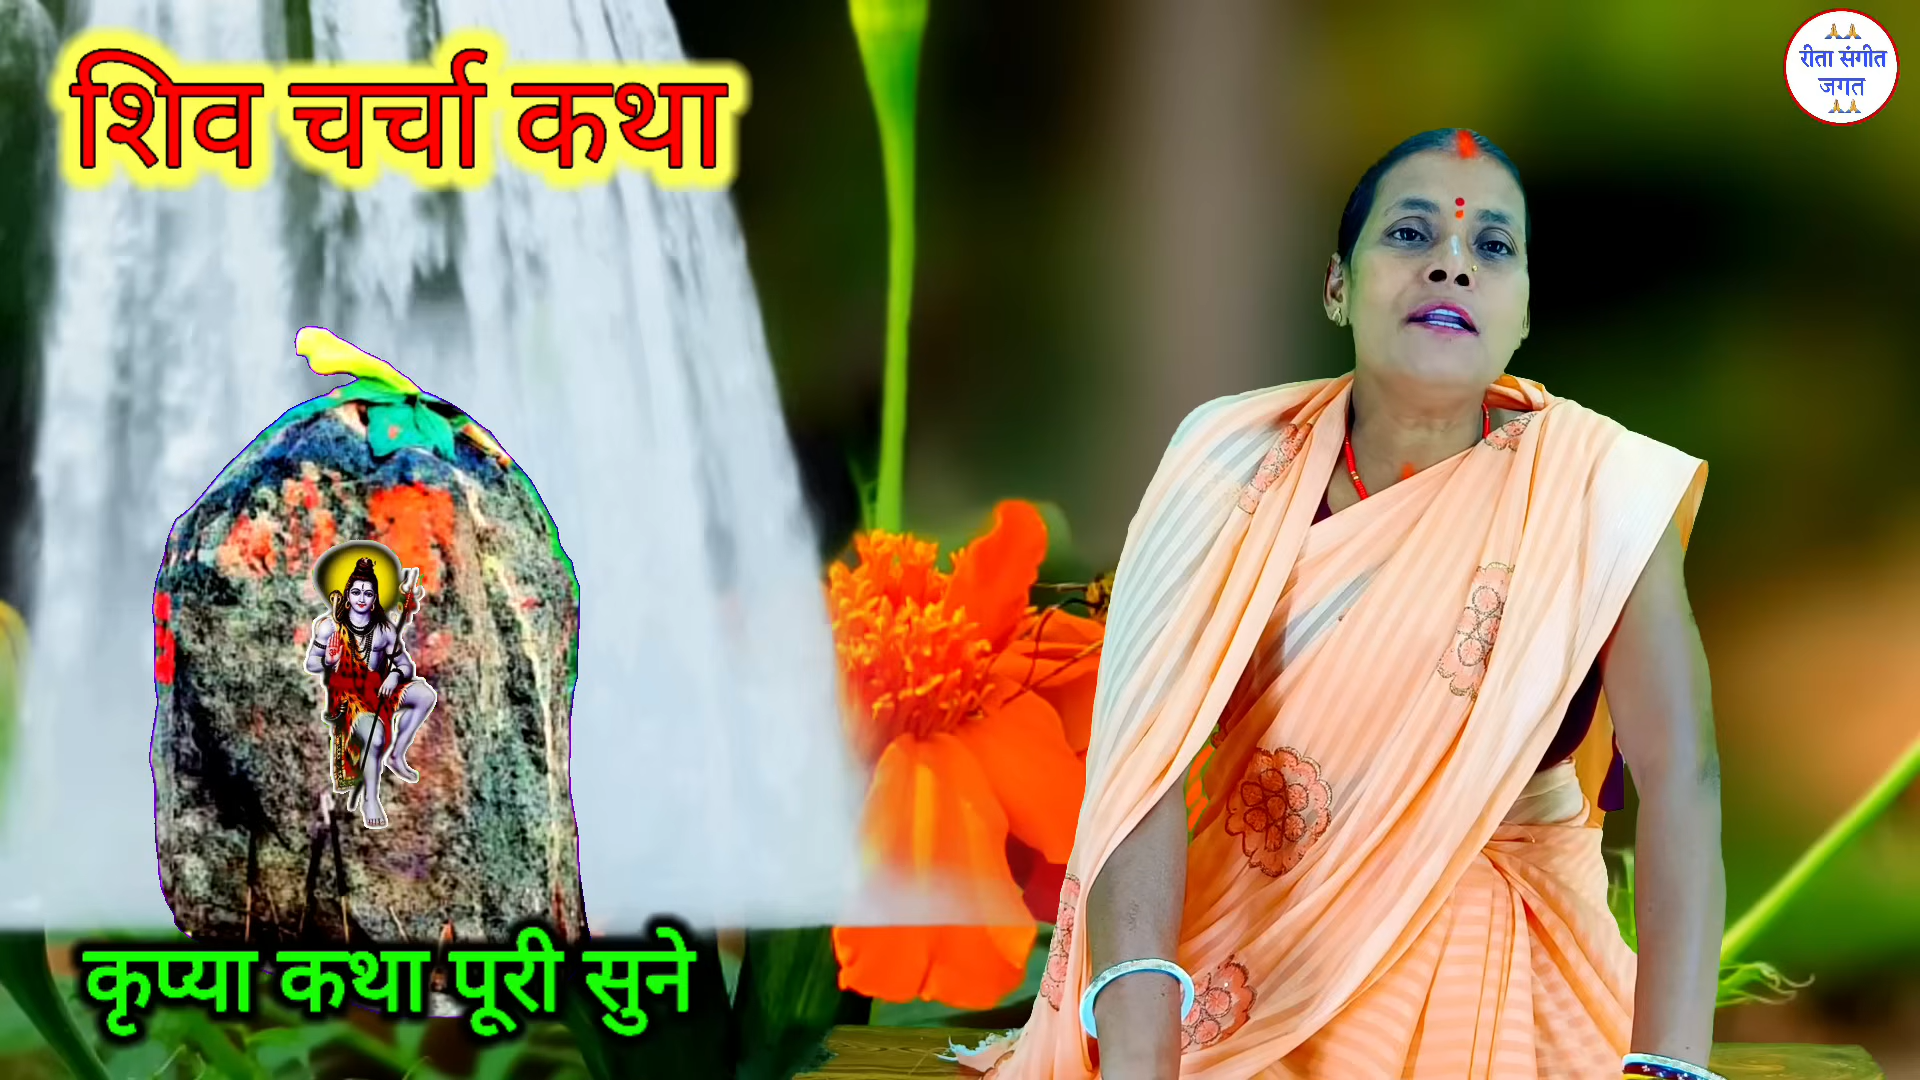 शिव चर्चा कथा
रीता संगीत
जगत
कृप्या कथा पूरी सुने